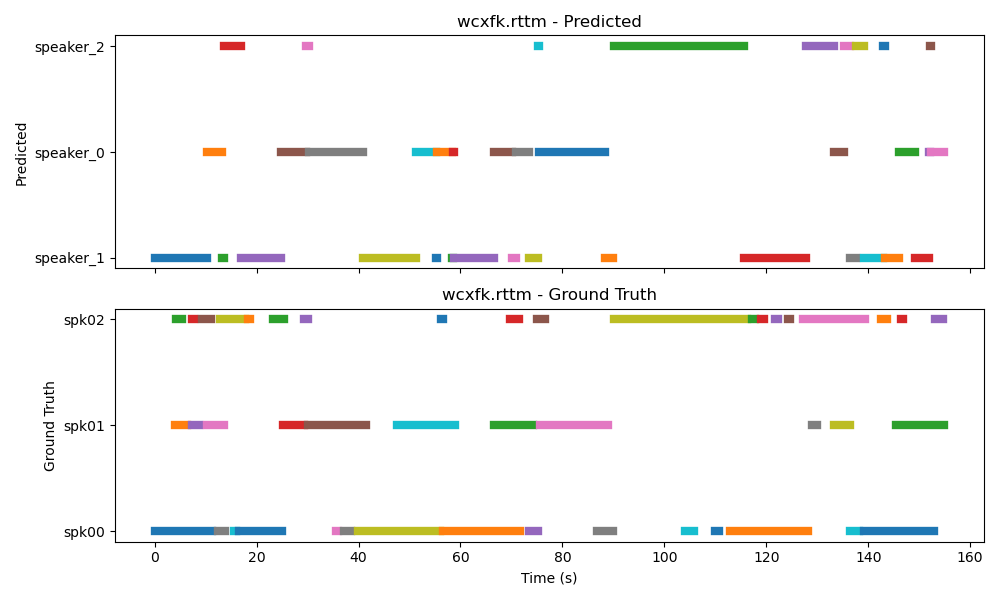 wcxfk.rttm - Predicted
speaker_2
speaker_0
speaker_1
Predicted
wcxfk.rttm - Ground Truth
spk02
spk01
spk00
Ground Truth
0 20 40 60 80 100 120 140 160
Time (s)